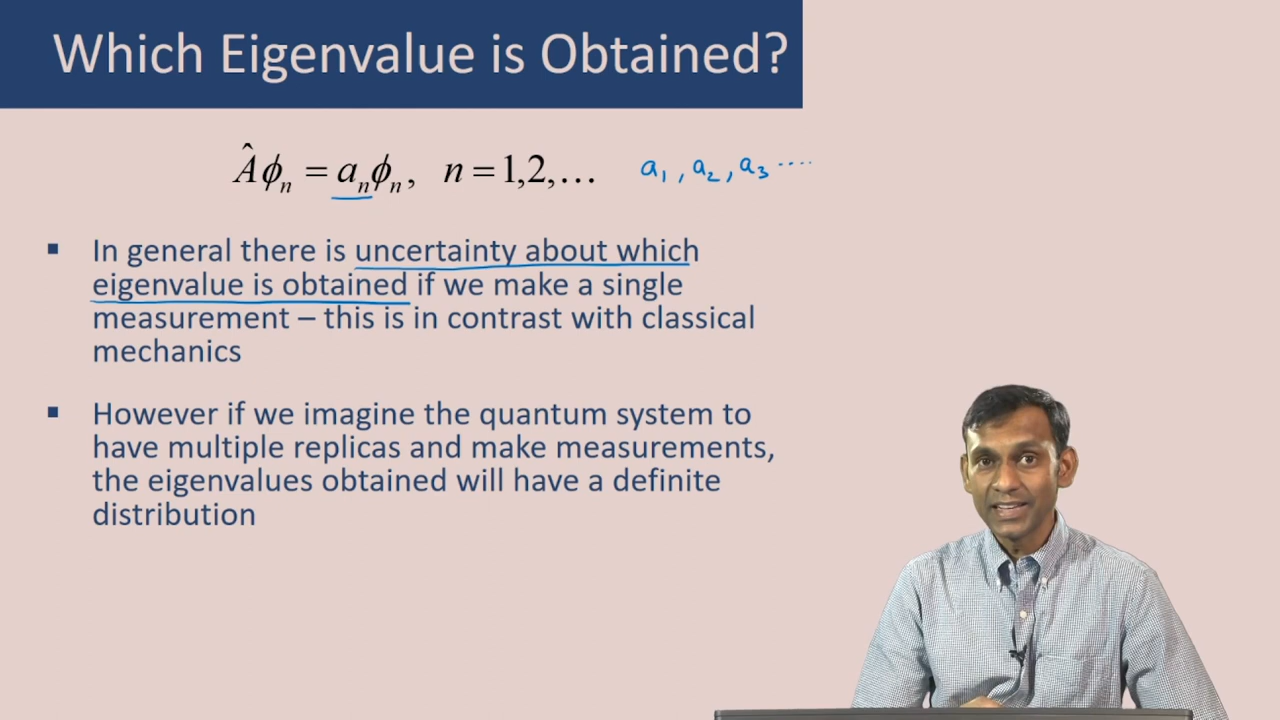 Which Eigenvalue is Obtained?
Âϕₙ = aₙϕₙ, n = 1,2,… a₁, a₂, a₃ ....
▪ In general there is uncertainty about which
eigenvalue is obtained if we make a single
measurement – this is in contrast with classical
mechanics
▪ However if we imagine the quantum system to
have multiple replicas and make measurements,
the eigenvalues obtained will have a definite
distribution